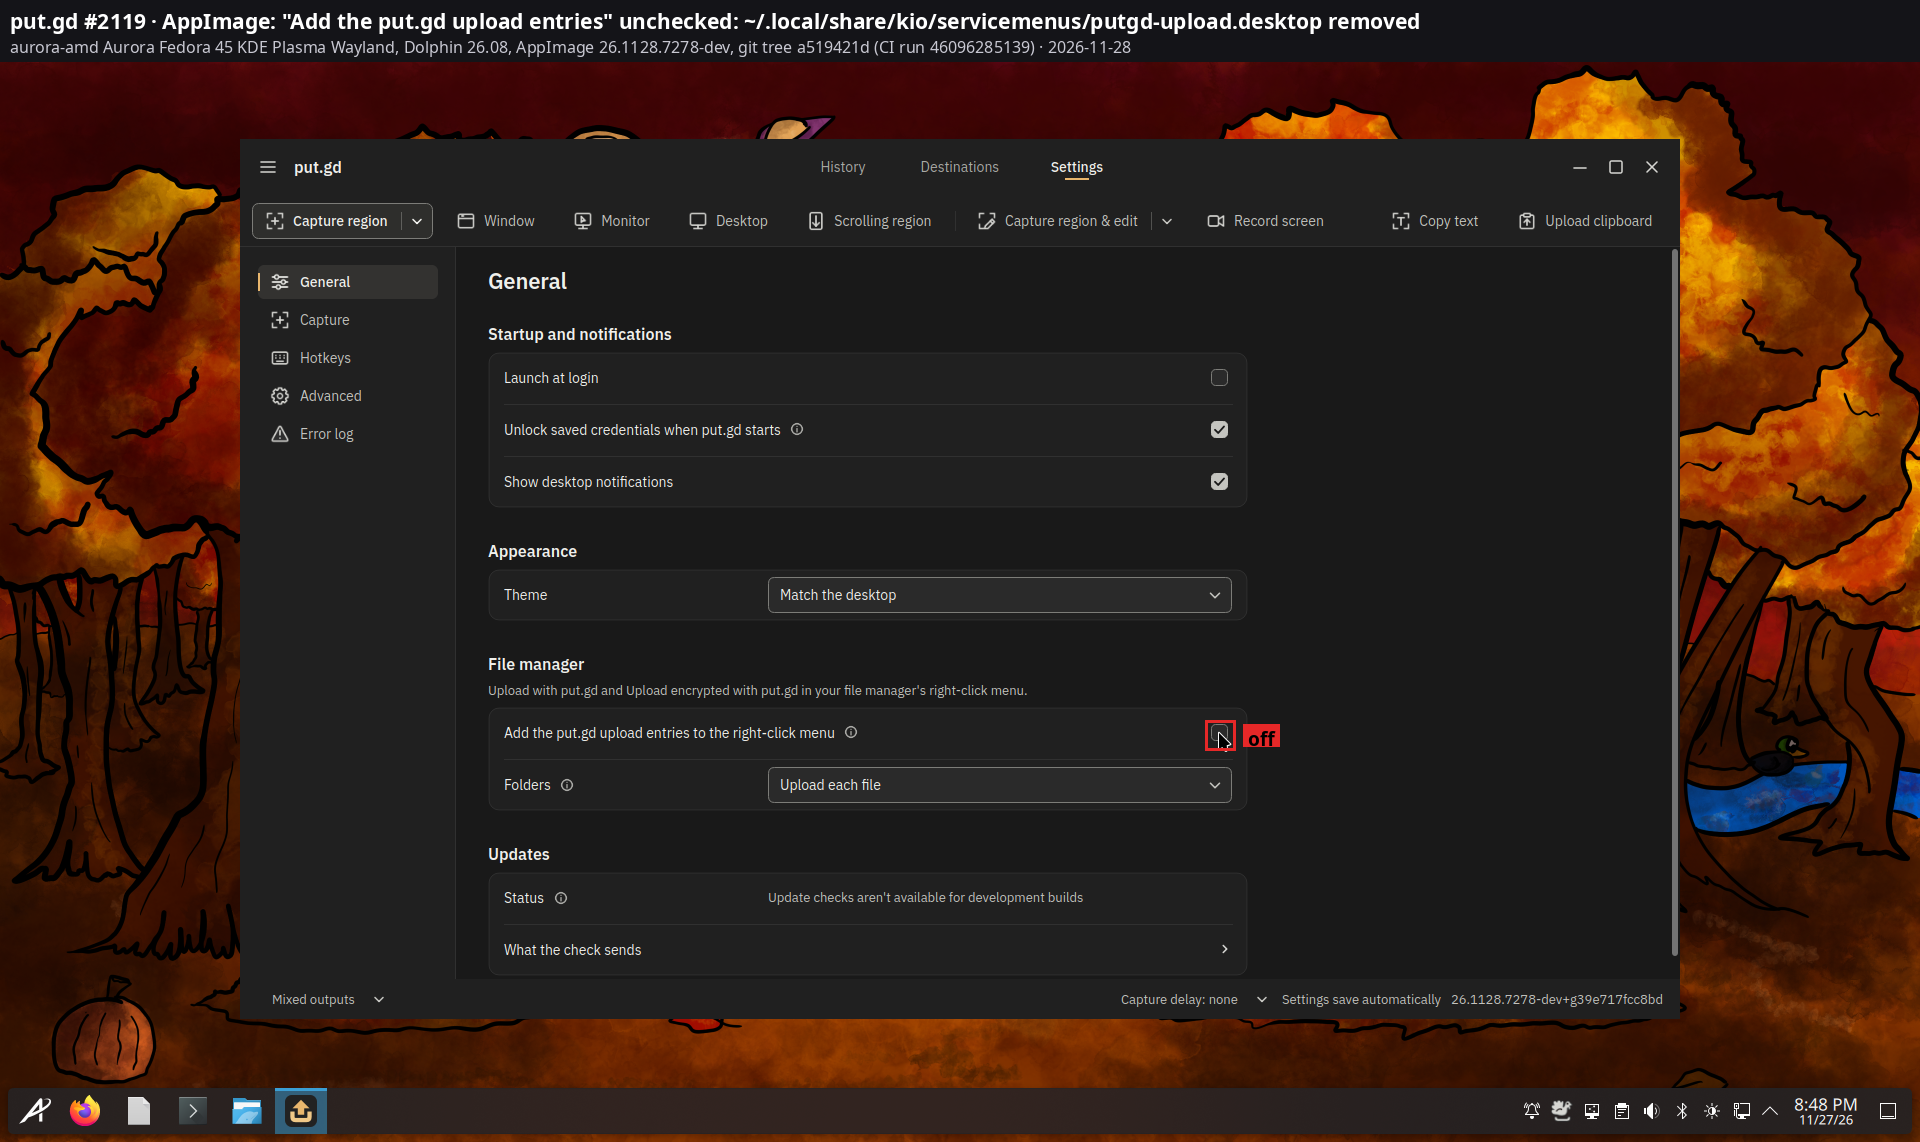 put.gd #2119 · AppImage: "Add the put.gd upload entries" unchecked: ~/.local/share/kio/servicemenus/putgd-upload.desktop removed
aurora-amd Aurora Fedora 45 KDE Plasma Wayland, Dolphin 26.08, AppImage 26.1128.7278-dev, git tree a519421d (CI run 46096285139) · 2026-11-28
put.gd
History
Destinations
Settings
Capture region
Window
Monitor
Desktop
Scrolling region
Capture region & edit
Record screen
Copy text
Upload clipboard
General
Capture
Hotkeys
Advanced
Error log
General
Startup and notifications
Launch at login
Unlock saved credentials when put.gd starts
Show desktop notifications
Appearance
Theme
Match the desktop
File manager
Upload with put.gd and Upload encrypted with put.gd in your file manager's right-click menu.
Add the put.gd upload entries to the right-click menu
off
Folders
Upload each file
Updates
Status
Update checks aren't available for development builds
What the check sends
Mixed outputs
Capture delay: none
Settings save automatically
26.1128.7278-dev+g39e717fcc8bd
8:48 PM
11/27/26